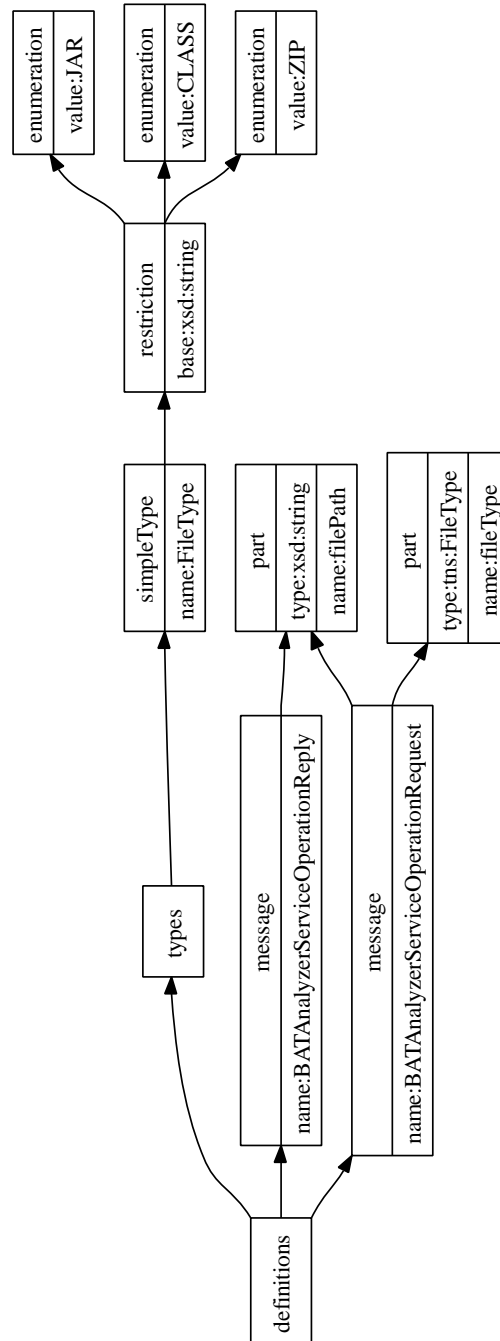 definitions
types
message
name:BATAnalyzerServiceOperationReply
message
name:BATAnalyzerServiceOperationRequest
simpleType
name:FileType
part
type:xsd:string
name:filePath
part
type:tns:FileType
name:fileType
restriction
base:xsd:string
enumeration
value:JAR
enumeration
value:CLASS
enumeration
value:ZIP